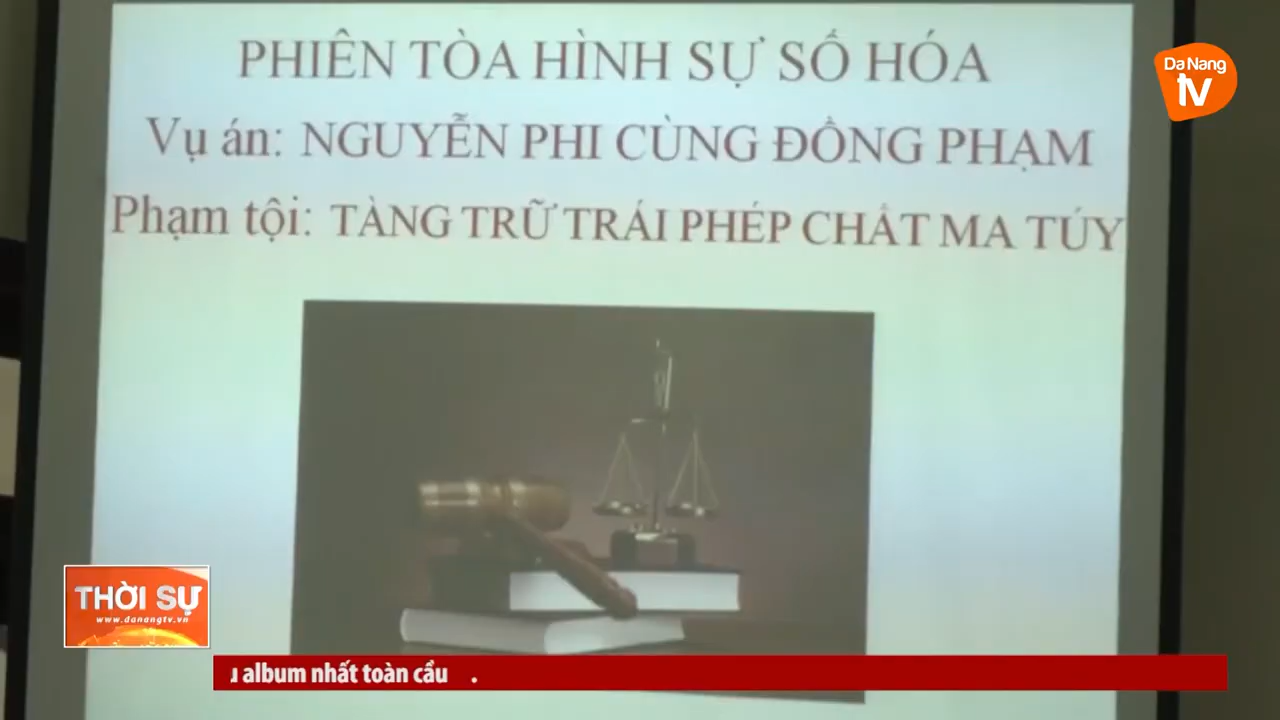 PHIÊN TÒA HÌNH SỰ SỐ HÓA
Da Nang
tv
Vụ án: NGUYỄN PHI CÙNG ĐỒNG PHẠM
Phạm tội: TÀNG TRỮ TRÁI PHÉP CHẤT MA TÚY
THỜI SỰ
www.danangtv.vn
album nhất toàn cầu .